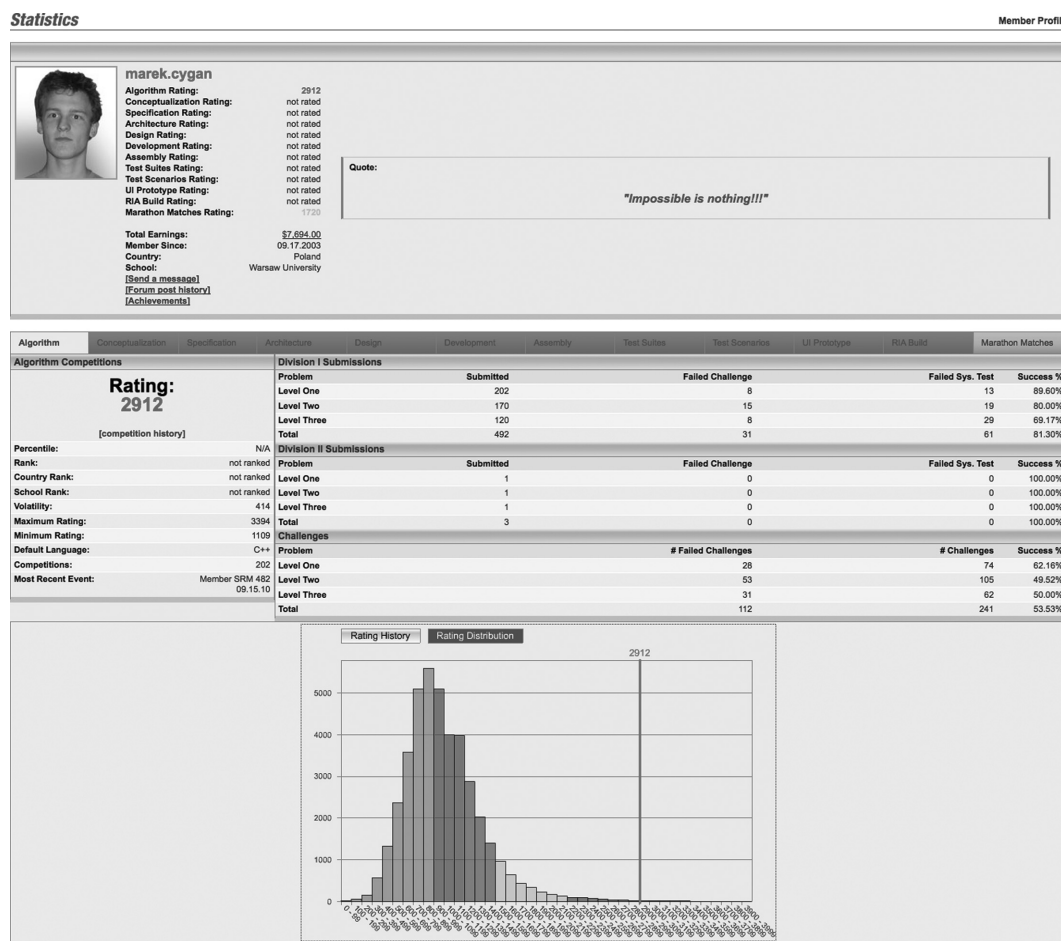 Statistics
Member Profil
marek.cygan
Algorithm Rating: 2912
Conceptualization Rating: not rated
Specification Rating: not rated
Architecture Rating: not rated
Design Rating: not rated
Development Rating: not rated
Assembly Rating: not rated
Test Suites Rating: not rated
Test Scenarios Rating: not rated
UI Prototype Rating: not rated
RIA Build Rating: not rated
Marathon Matches Rating: 1720
Total Earnings: $7,694.00
Member Since: 09.17.2003
Country: Poland
School: Warsaw University
[Send a message]
[Forum post history]
[Achievements]
Quote:
"Impossible is nothing!!!"
Algorithm Conceptualization Specification Architecture Design Development Assembly Test Suites Test Scenarios UI Prototype RIA Build Marathon Matches
Algorithm Competitions
Rating:
2912
[competition history]
Percentile: N/A
Rank: not ranked
Country Rank: not ranked
School Rank: not ranked
Volatility: 414
Maximum Rating: 3394
Minimum Rating: 1109
Default Language: C++
Competitions: 202
Most Recent Event: Member SRM 482
09.15.10
Division I Submissions
Problem Submitted Failed Challenge Failed Sys. Test Success %
Level One 202 8 13 89.60%
Level Two 170 15 19 80.00%
Level Three 120 8 29 69.17%
Total 492 31 61 81.30%
Division II Submissions
Problem Submitted Failed Challenge Failed Sys. Test Success %
Level One 1 0 0 100.00%
Level Two 1 0 0 100.00%
Level Three 1 0 0 100.00%
Total 3 0 0 100.00%
Challenges
Problem # Failed Challenges # Challenges Success %
Level One 28 74 62.16%
Level Two 53 105 49.52%
Level Three 31 62 50.00%
Total 112 241 53.53%
Rating History Rating Distribution
2912
5000
4000
3000
2000
1000
0
0 - 99
100 - 199
200 - 299